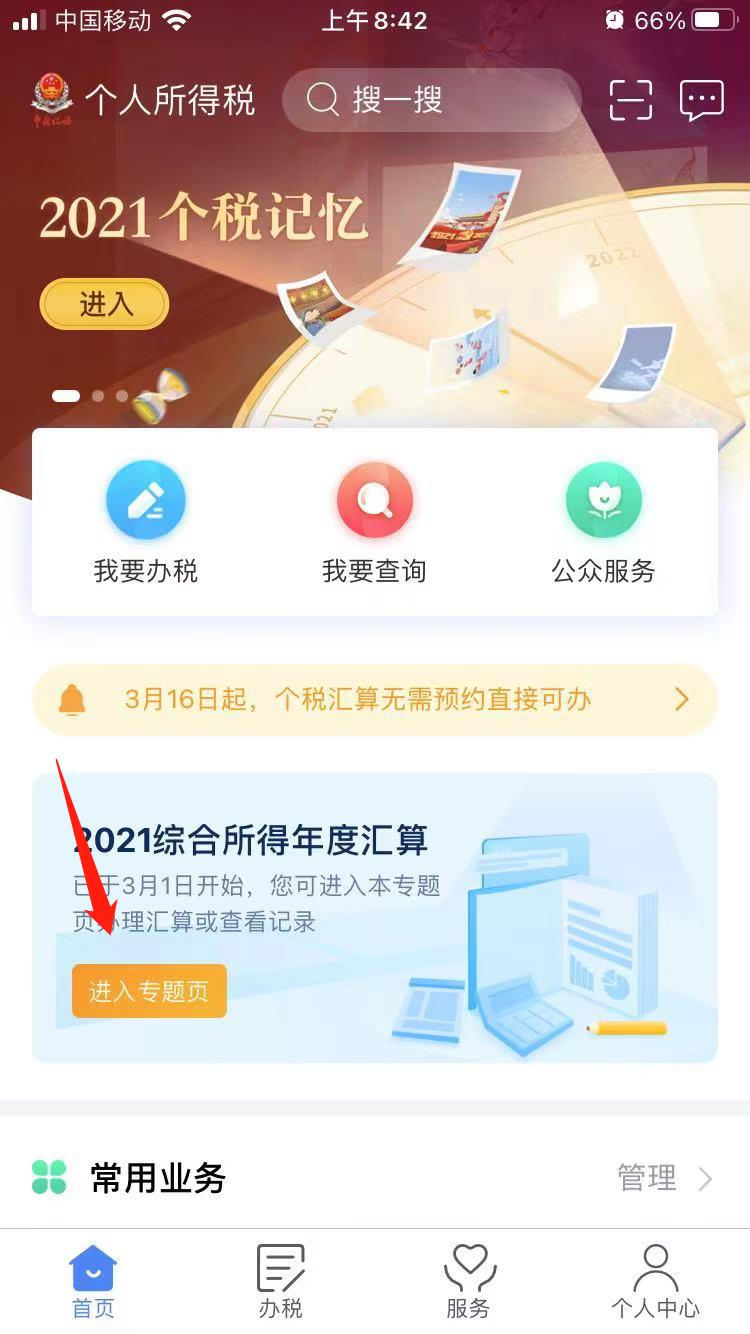 中国移动
上午8:42
66%
个人所得税
搜一搜
2021个税记忆
进入
2022
1921
2021
我要办税
我要查询
公众服务
3月16日起，个税汇算无需预约直接可办
2021综合所得年度汇算
已于3月1日开始，您可进入本专题
页办理汇算或查看记录
进入专题页
常用业务
管理
首页
办税
服务
个人中心